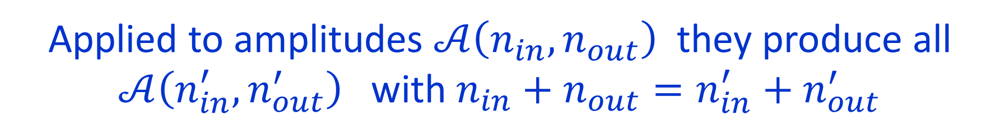 Applied to amplitudes 𝒜(n_{in}, n_{out}) they produce all
𝒜(n'_{in}, n'_{out}) with n_{in} + n_{out} = n'_{in} + n'_{out}